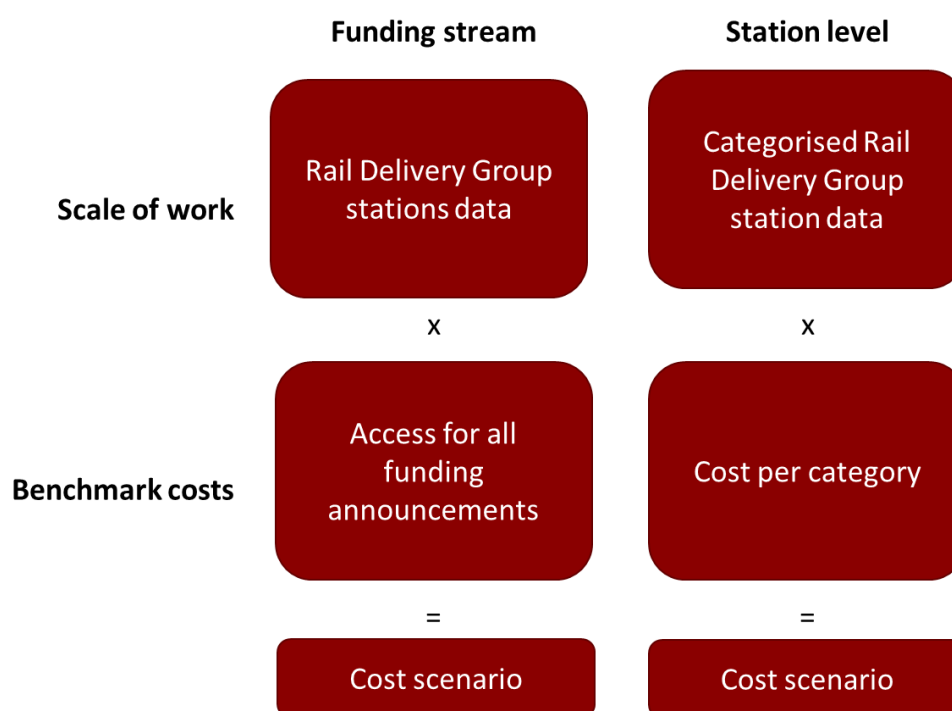 Funding stream
Station level
Scale of work
Rail Delivery Group
stations data
Categorised Rail
Delivery Group
station data
x
x
Benchmark costs
Access for all
funding
announcements
Cost per category
=
=
Cost scenario
Cost scenario